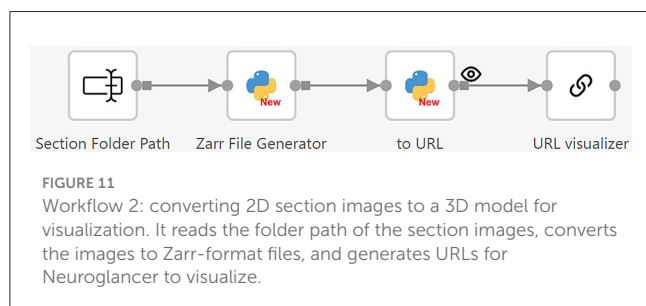 New
New
Section Folder Path
Zarr File Generator
to URL
URL visualizer
FIGURE 11
Workflow 2: converting 2D section images to a 3D model for
visualization. It reads the folder path of the section images, converts
the images to Zarr-format files, and generates URLs for
Neuroglancer to visualize.